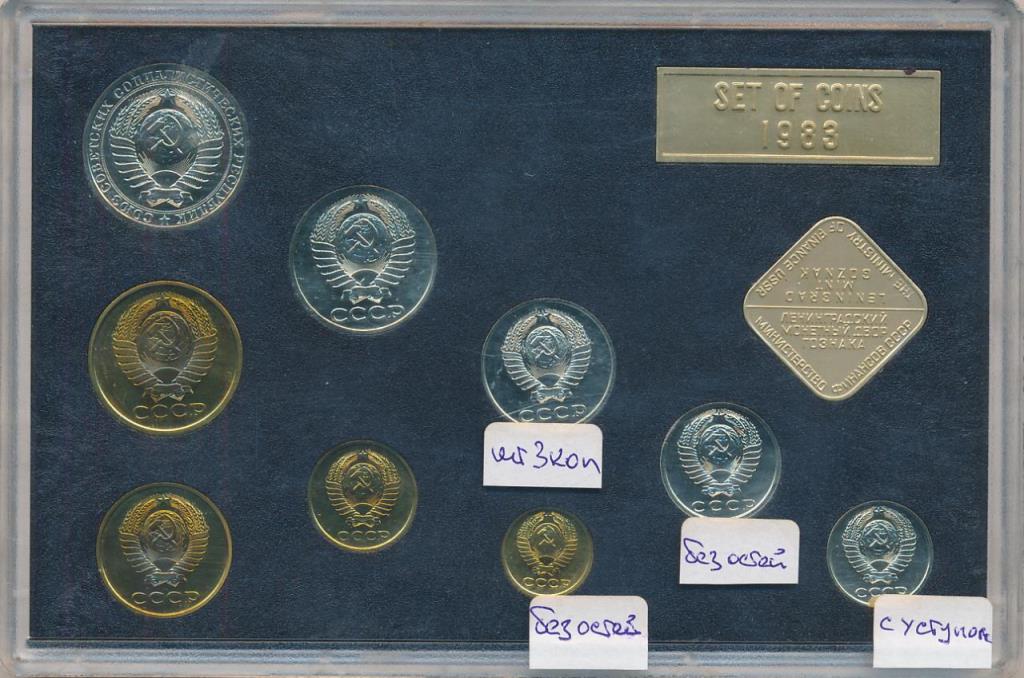 СОЮЗ СОВЕТСКИХ СОЦИАЛИСТИЧЕСКИХ РЕСПУБЛИК
SET OF COINS
1983
СССР
THE MINISTRY OF FINANCE USSR
LENINGRAD
MINT
GOZNAK
МИНИСТЕРСТВО ФИНАНСОВ СССР
ЛЕНИНГРАДСКИЙ
МОНЕТНЫЙ ДВОР
ГОЗНАКА
СССР
СССР
шт 3коп
СССР
СССР
без остей
СССР
СССР
без остей
СССР
с уступом